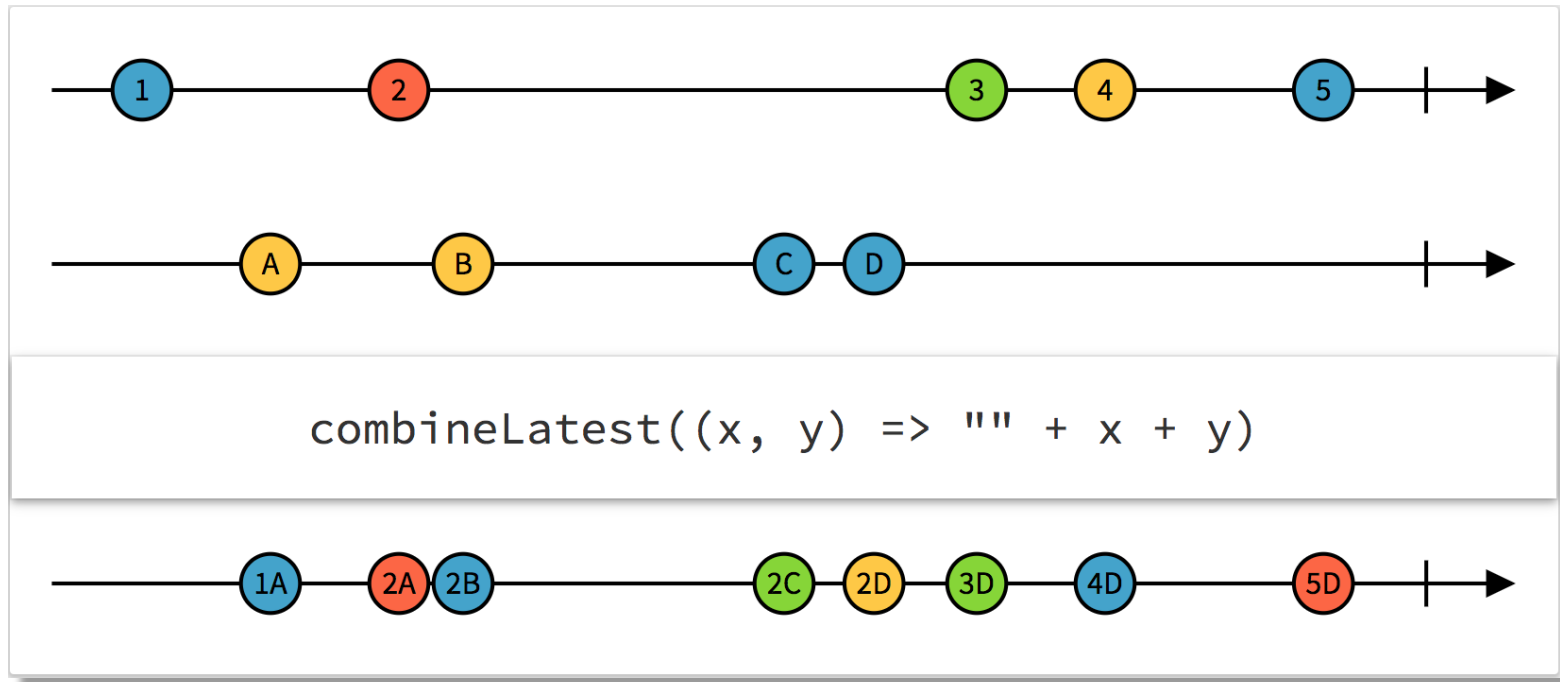 1 2 3 4 5
A B C D
combineLatest((x, y) => "" + x + y)
1A 2A 2B 2C 2D 3D 4D 5D